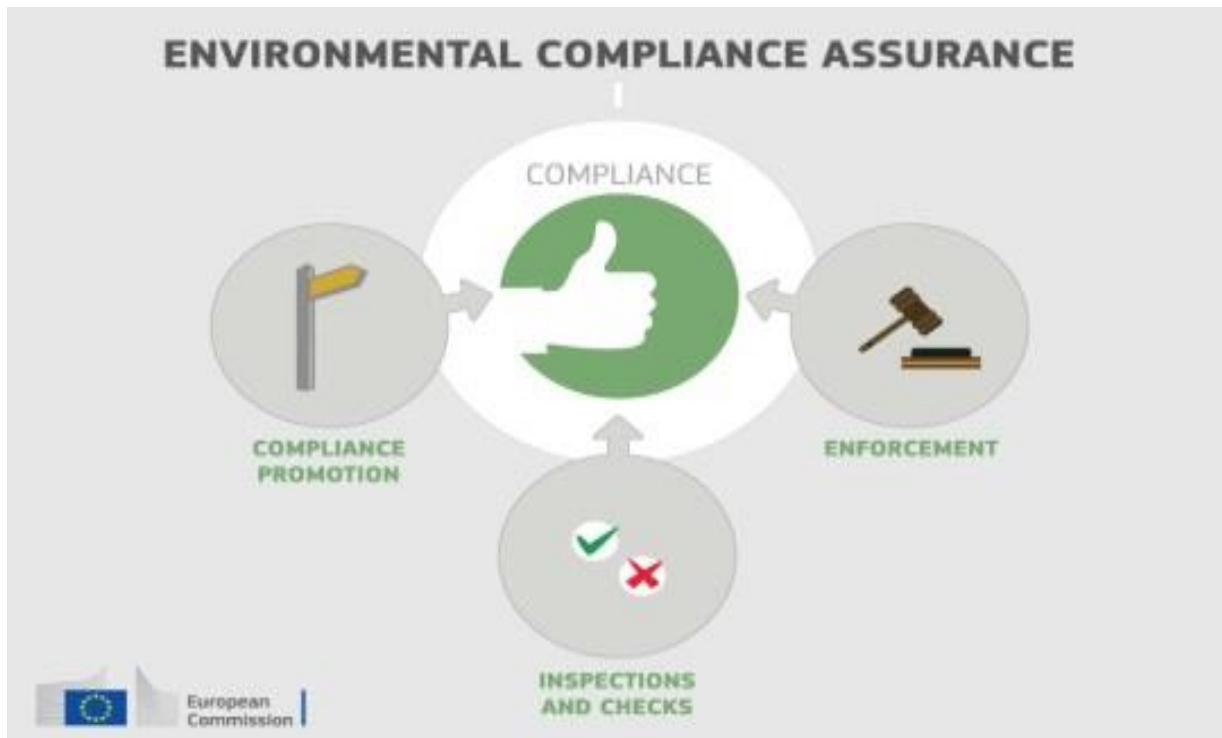 ENVIRONMENTAL COMPLIANCE ASSURANCE
COMPLIANCE
COMPLIANCE
PROMOTION
ENFORCEMENT
INSPECTIONS
AND CHECKS
European
Commission